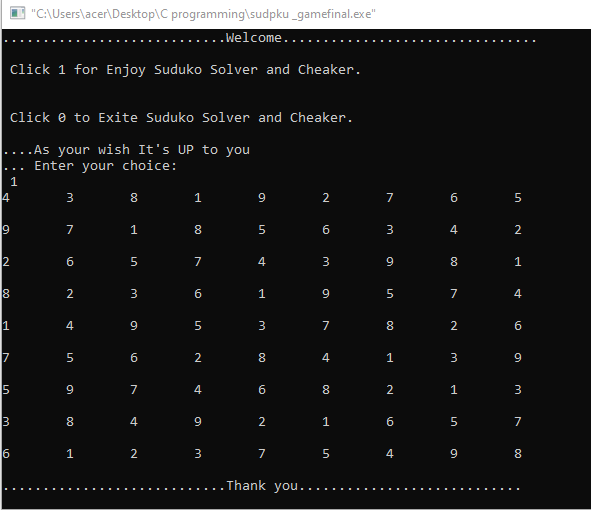 "C:\Users\acer\Desktop\C programming\sudpku _gamefinal.exe"
............................Welcome................................
Click 1 for Enjoy Suduko Solver and Cheaker.
Click 0 to Exite Suduko Solver and Cheaker.
....As your wish It's UP to you
... Enter your choice:
1
4 3 8 1 9 2 7 6 5
9 7 1 8 5 6 3 4 2
2 6 5 7 4 3 9 8 1
8 2 3 6 1 9 5 7 4
1 4 9 5 3 7 8 2 6
7 5 6 2 8 4 1 3 9
5 9 7 4 6 8 2 1 3
3 8 4 9 2 1 6 5 7
6 1 2 3 7 5 4 9 8
............................Thank you............................